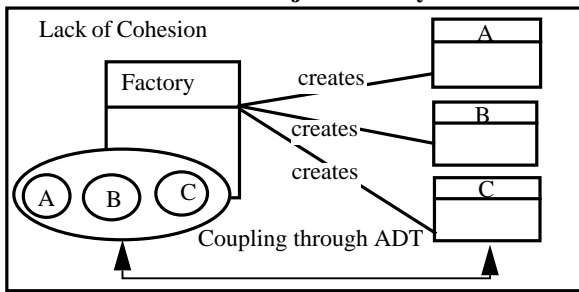 Lack of Cohesion
A
Factory
creates
B
creates
creates
A
B
C
C
Coupling through ADT